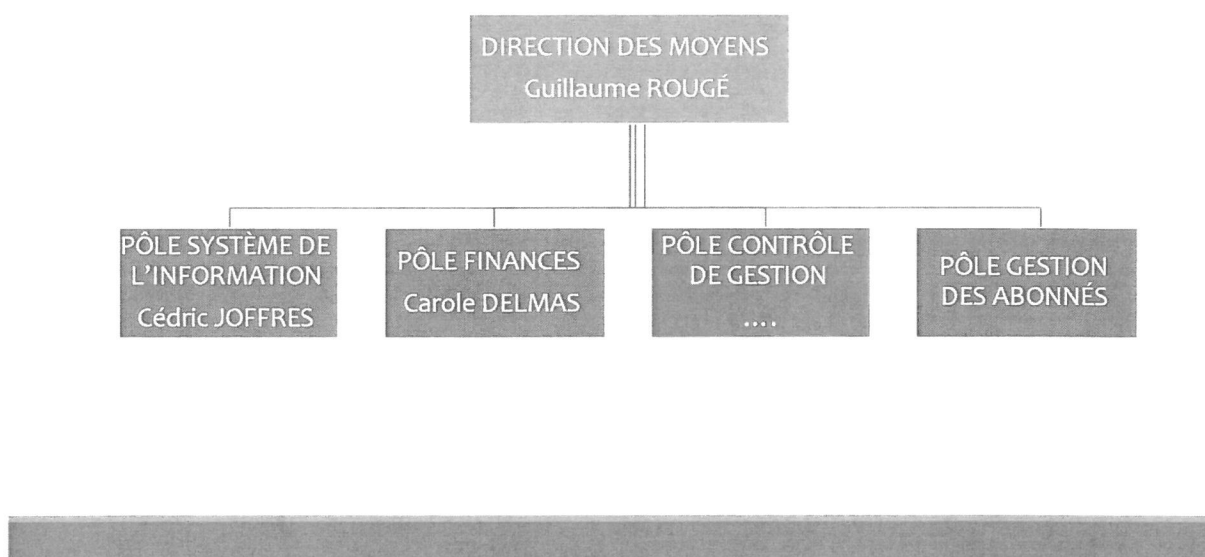 DIRECTION DES MOYENS
Guillaume ROUGÉ
PÔLE SYSTÈME DE
L'INFORMATION
Cédric JOFFRES
PÔLE FINANCES
Carole DELMAS
PÔLE CONTRÔLE
DE GESTION
....
PÔLE GESTION
DES ABONNÉS